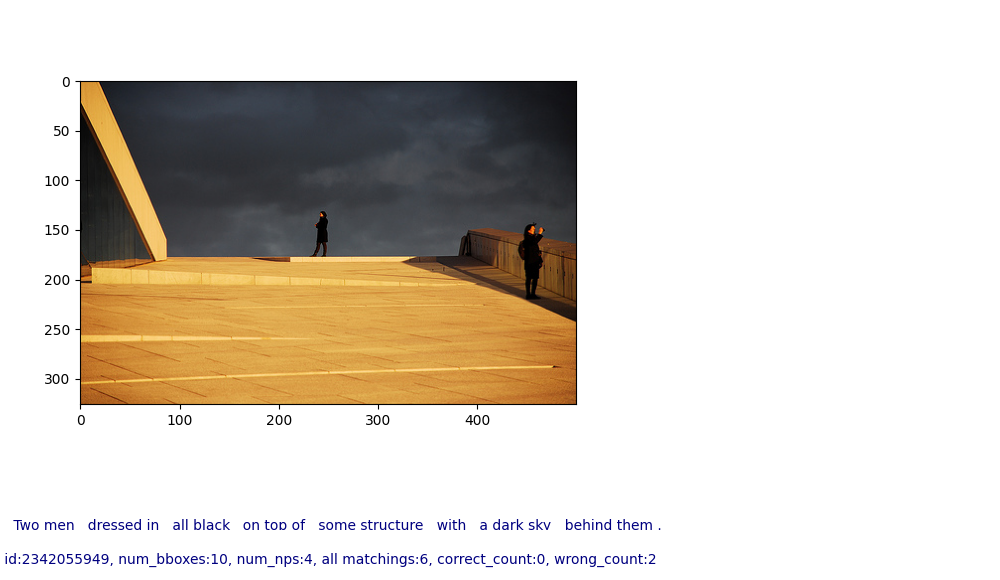 0
50
100
150
200
250
300
0 100 200 300 400
Two men dressed in all black on top of some structure with a dark sky behind them .
id:2342055949, num_bboxes:10, num_nps:4, all matchings:6, correct_count:0, wrong_count:2